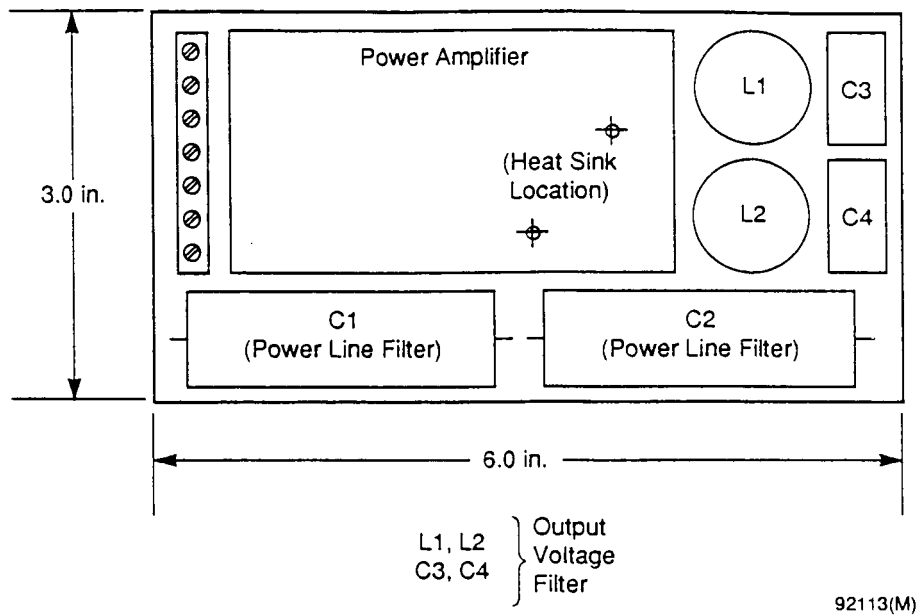 Power Amplifier
L1
C3
3.0 in.
(Heat Sink
Location)
L2
C4
C1
(Power Line Filter)
C2
(Power Line Filter)
6.0 in.
L1, L2
C3, C4
Output
Voltage
Filter
92113(M)